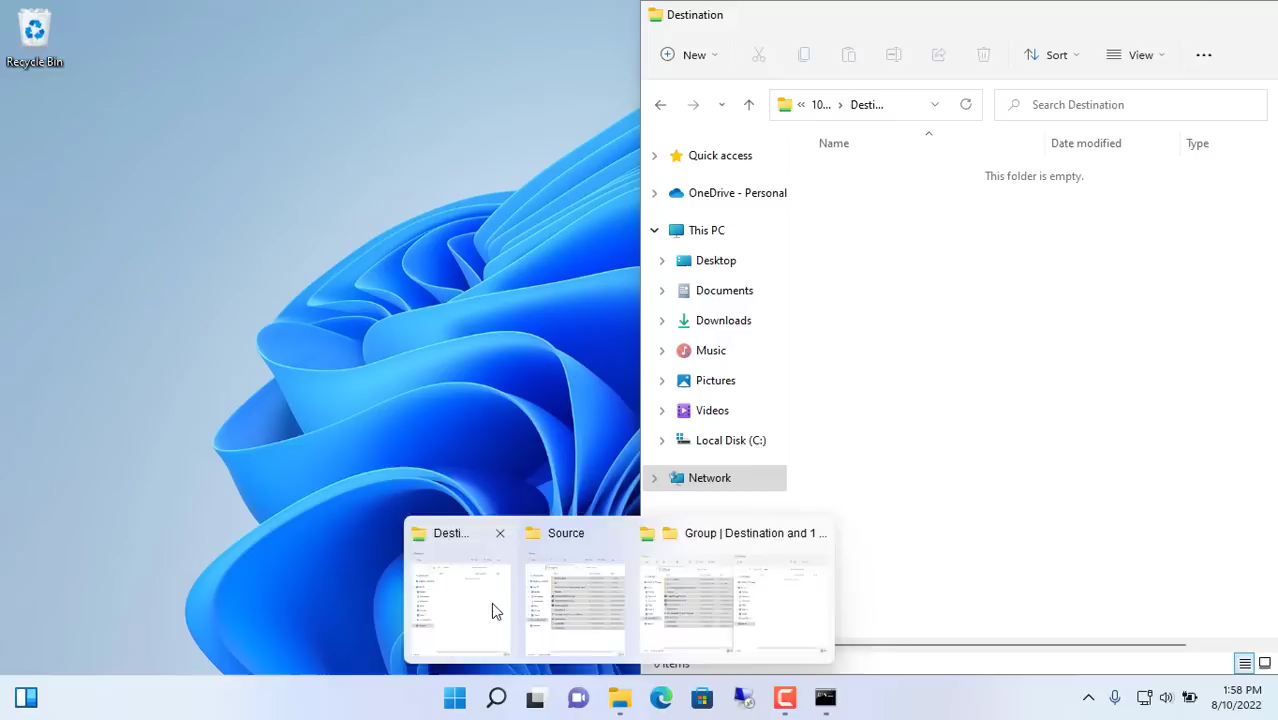 Recycle Bin
Destination
New
Sort
View
10...
Desti...
Search Destination
Name
Date modified
Type
This folder is empty.
Quick access
OneDrive - Personal
This PC
Desktop
Documents
Downloads
Music
Pictures
Videos
Local Disk (C:)
Network
Desti...
Source
Group | Destination and 1 ...
0 items
1:58 PM
8/10/2022